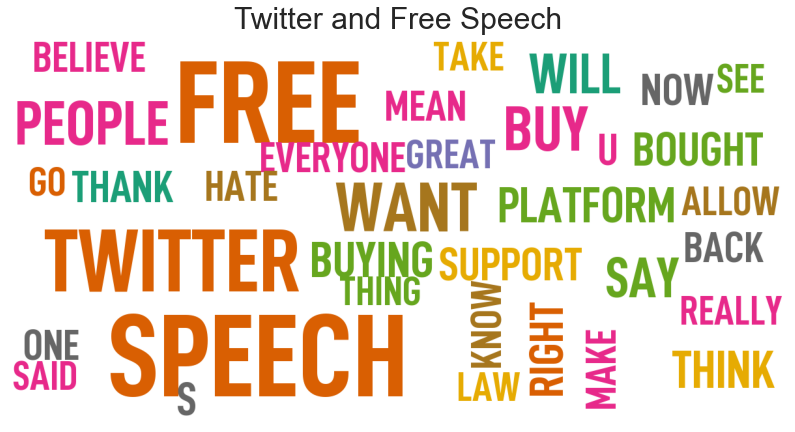 Twitter and Free Speech
BELIEVE
TAKE
FREE
WILL
NOW
SEE
PEOPLE
MEAN
BUY
U
BOUGHT
EVERYONE
GREAT
GO
THANK
HATE
WANT
PLATFORM
ALLOW
TWITTER
BUYING
SUPPORT
SAY
BACK
THING
KNOW
REALLY
SPEECH
RIGHT
MAKE
ONE
SAID
S
LAW
THINK